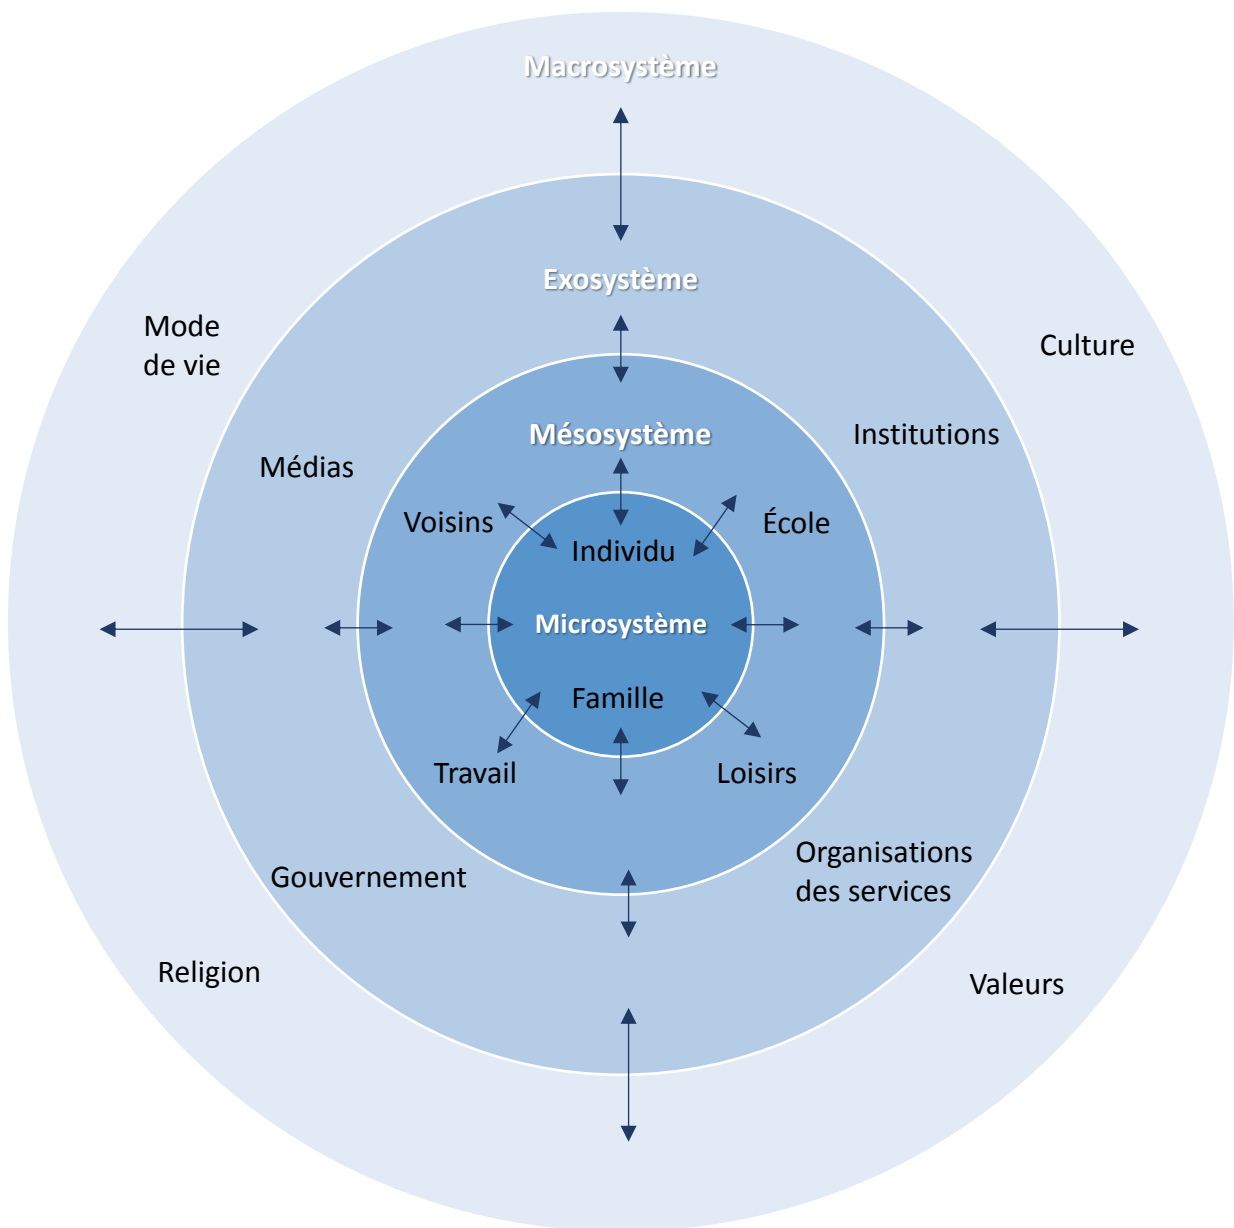 Macrosystème
Exosystème
Mode
de vie
Culture
Mésosystème
Institutions
Médias
Voisins
École
Individu
Microsystème
Famille
Travail
Loisirs
Organisations
des services
Gouvernement
Religion
Valeurs